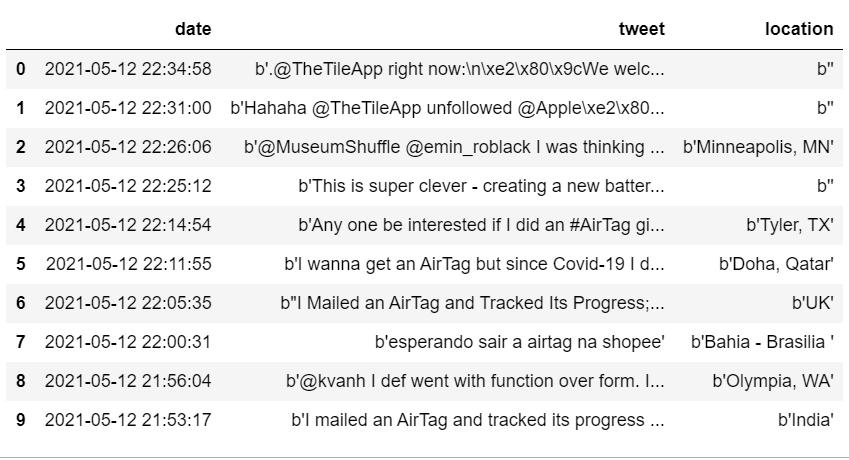 date tweet location
0 2021-05-12 22:34:58 b'.@TheTileApp right now:\n\xe2\x80\x9cWe welc... b''
1 2021-05-12 22:31:00 b'Hahaha @TheTileApp unfollowed @Apple\xe2\x80... b''
2 2021-05-12 22:26:06 b'@MuseumShuffle @emin_roblack I was thinking ... b'Minneapolis, MN'
3 2021-05-12 22:25:12 b'This is super clever - creating a new batter... b''
4 2021-05-12 22:14:54 b'Any one be interested if I did an #AirTag gi... b'Tyler, TX'
5 2021-05-12 22:11:55 b'I wanna get an AirTag but since Covid-19 I d... b'Doha, Qatar'
6 2021-05-12 22:05:35 b"I Mailed an AirTag and Tracked Its Progress;... b'UK'
7 2021-05-12 22:00:31 b'esperando sair a airtag na shopee' b'Bahia - Brasilia '
8 2021-05-12 21:56:04 b'@kvanh I def went with function over form. I... b'Olympia, WA'
9 2021-05-12 21:53:17 b'I mailed an AirTag and tracked its progress ... b'India'